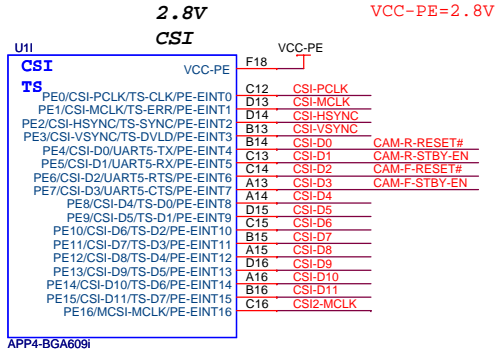 2.8V VCC-PE=2.8V
CSI
U1I VCC-PE
CSI VCC-PE F18
TS
PE0/CSI-PCLK/TS-CLK/PE-EINT0 C12 CSI-PCLK
PE1/CSI-MCLK/TS-ERR/PE-EINT1 D13 CSI-MCLK
PE2/CSI-HSYNC/TS-SYNC/PE-EINT2 D14 CSI-HSYNC
PE3/CSI-VSYNC/TS-DVLD/PE-EINT3 B13 CSI-VSYNC
PE4/CSI-D0/UART5-TX/PE-EINT4 B14 CSI-D0 CAM-R-RESET#
PE5/CSI-D1/UART5-RX/PE-EINT5 C13 CSI-D1 CAM-R-STBY-EN
PE6/CSI-D2/UART5-RTS/PE-EINT6 C14 CSI-D2 CAM-F-RESET#
PE7/CSI-D3/UART5-CTS/PE-EINT7 A13 CSI-D3 CAM-F-STBY-EN
PE8/CSI-D4/TS-D0/PE-EINT8 A14 CSI-D4
PE9/CSI-D5/TS-D1/PE-EINT9 D15 CSI-D5
PE10/CSI-D6/TS-D2/PE-EINT10 C15 CSI-D6
PE11/CSI-D7/TS-D3/PE-EINT11 B15 CSI-D7
PE12/CSI-D8/TS-D4/PE-EINT12 A15 CSI-D8
PE13/CSI-D9/TS-D5/PE-EINT13 D16 CSI-D9
PE14/CSI-D10/TS-D6/PE-EINT14 A16 CSI-D10
PE15/CSI-D11/TS-D7/PE-EINT15 B16 CSI-D11
PE16/MCSI-MCLK/PE-EINT16 C16 CSI2-MCLK
APP4-BGA609i